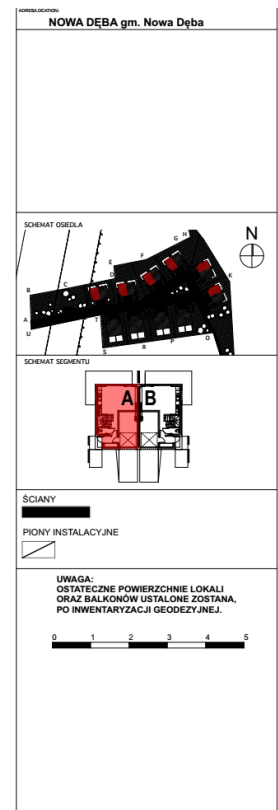 ADRES/LOCATION:
NOWA DĘBA gm. Nowa Dęba
SCHEMAT OSIEDLA
N
H
G
F
E
D
K
C
B
A
T
U
S
R
P
O
SCHEMAT SEGMENTU
A B
ŚCIANY
PIONY INSTALACYJNE
UWAGA:
OSTATECZNE POWIERZCHNIE LOKALI
ORAZ BALKONÓW USTALONE ZOSTANA,
PO INWENTARYZACJI GEODEZYJNEJ.
0 1 2 3 4 5